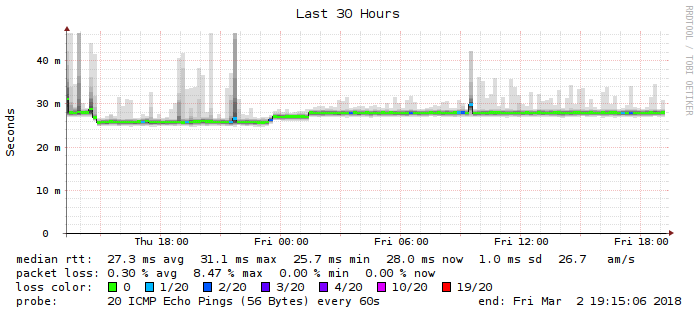 Last 30 Hours
RRDTOOL / TOBI OETIKER
Seconds
40 m
30 m
20 m
10 m
0
Thu 18:00 Fri 00:00 Fri 06:00 Fri 12:00 Fri 18:00
median rtt: 27.3 ms avg 31.1 ms max 25.7 ms min 28.0 ms now 1.0 ms sd 26.7 am/s
packet loss: 0.30 % avg 8.47 % max 0.00 % min 0.00 % now
loss color: 0 1/20 2/20 3/20 4/20 10/20 19/20
probe: 20 ICMP Echo Pings (56 Bytes) every 60s end: Fri Mar 2 19:15:06 2018